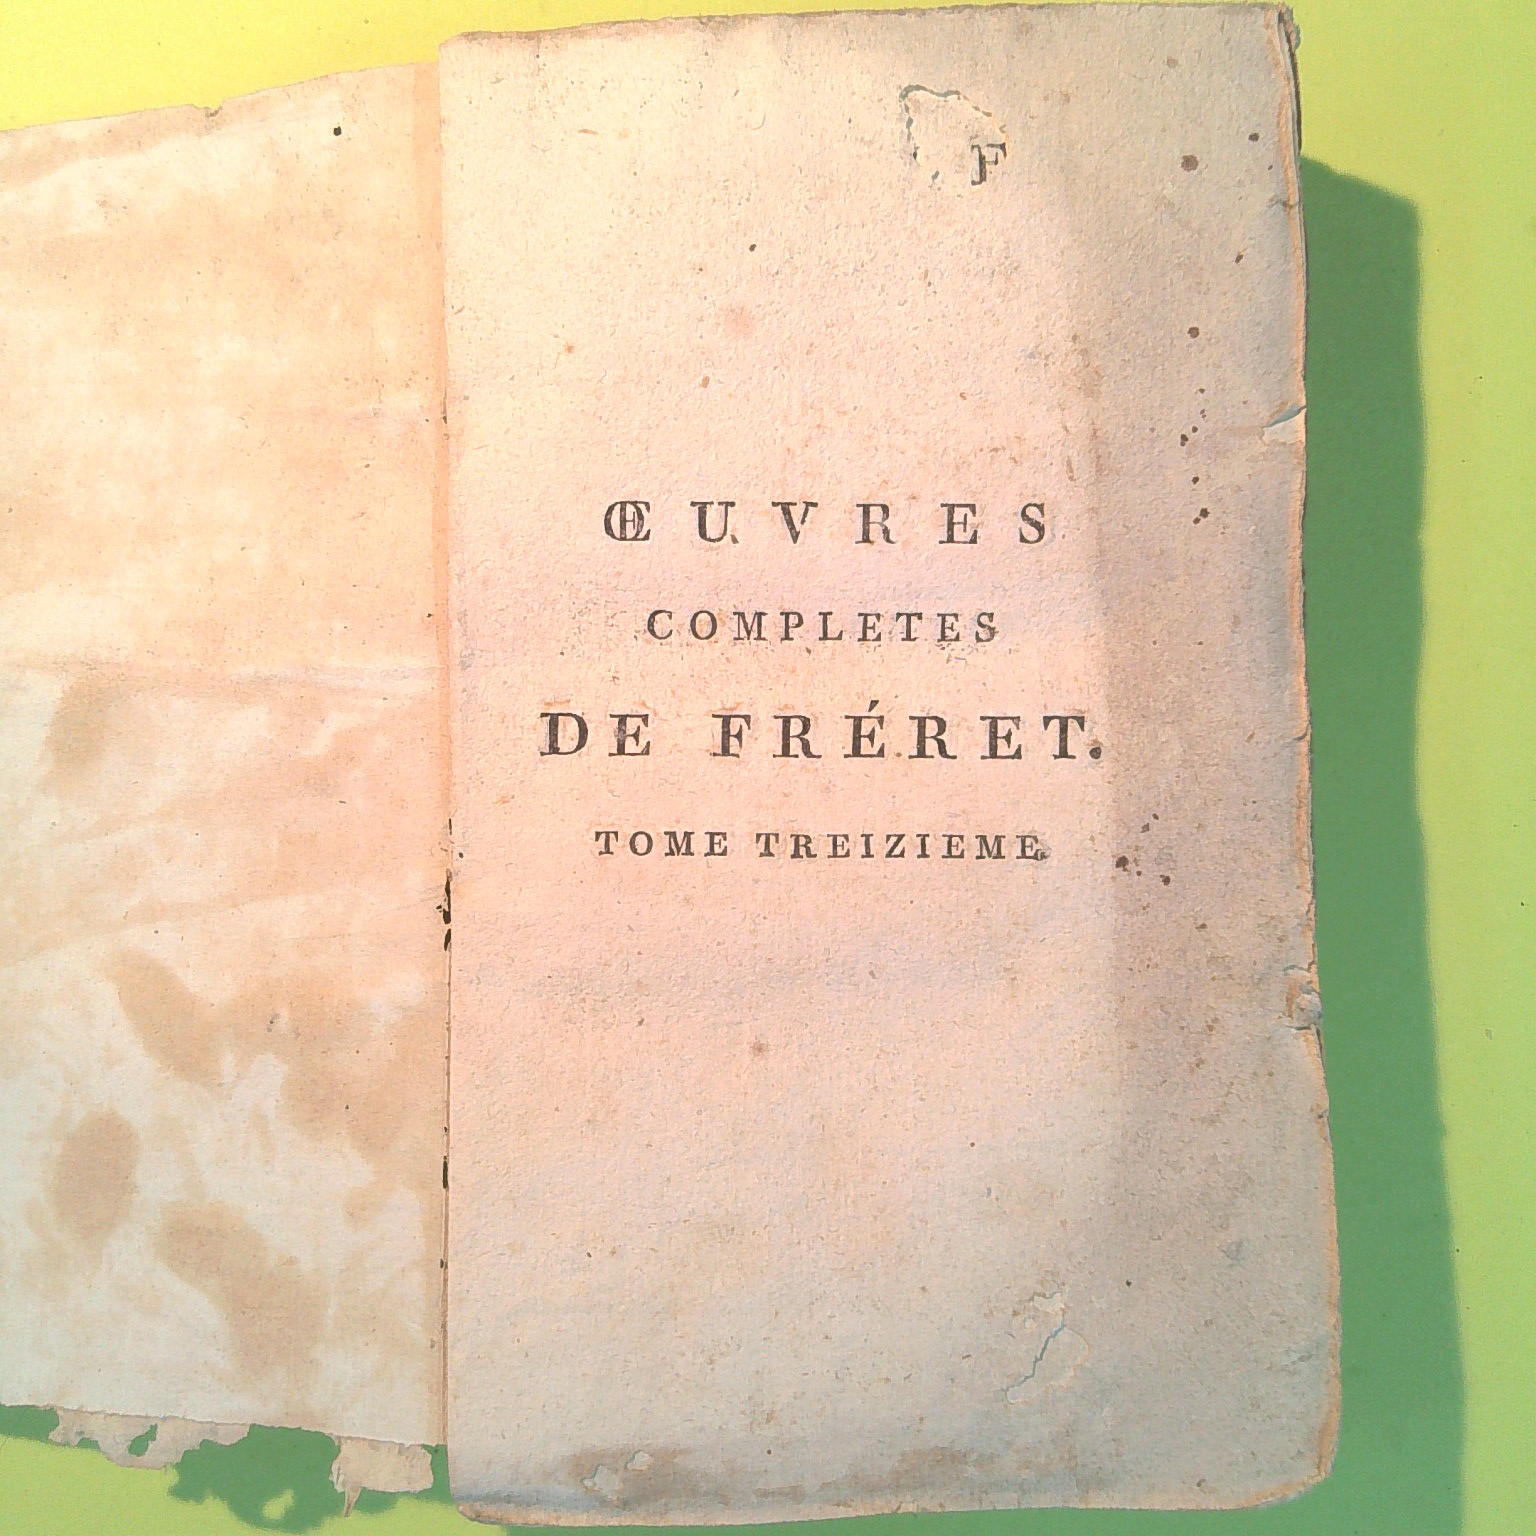 F
ŒUVRES
COMPLETES
DE FRÉRET.
TOME TREIZIEME